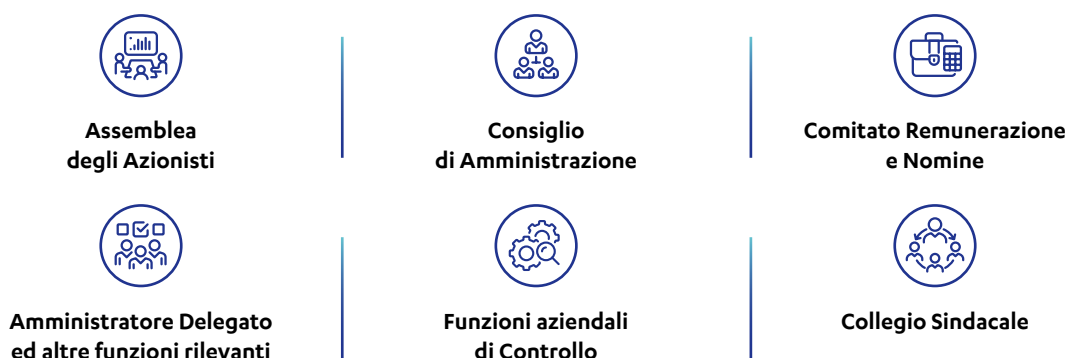 Assemblea
degli Azionisti
Consiglio
di Amministrazione
Comitato Remunerazione
e Nomine
Amministratore Delegato
ed altre funzioni rilevanti
Funzioni aziendali
di Controllo
Collegio Sindacale